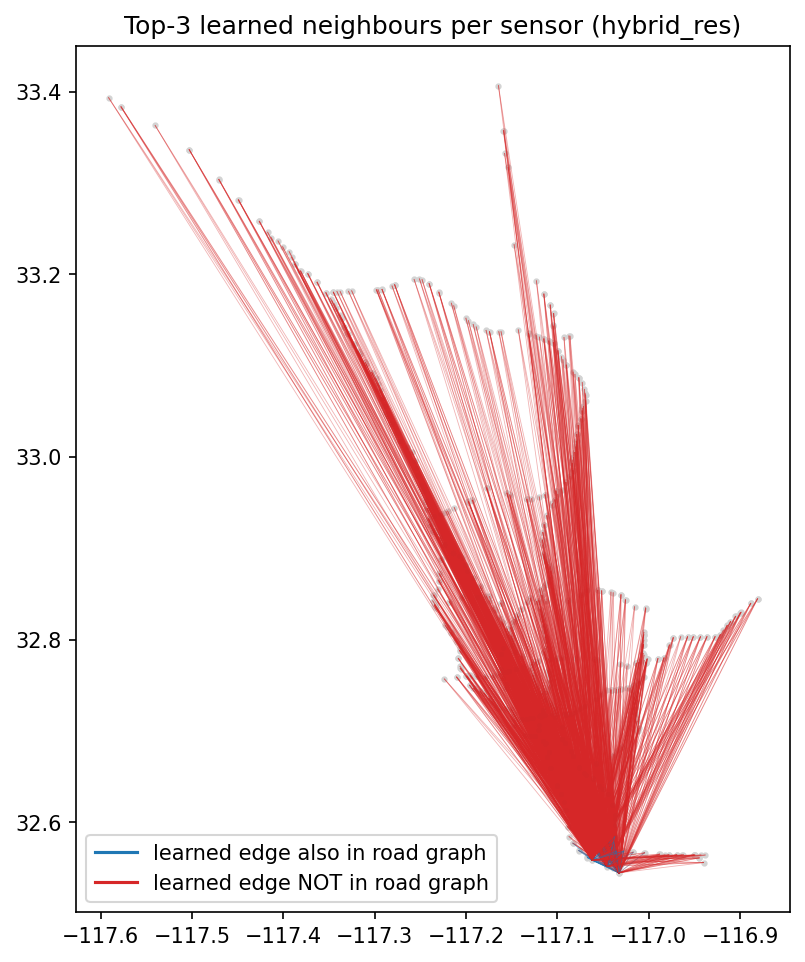 Top-3 learned neighbours per sensor (hybrid_res)
33.4
33.2
33.0
32.8
32.6
learned edge also in road graph
learned edge NOT in road graph
−117.6 −117.5 −117.4 −117.3 −117.2 −117.1 −117.0 −116.9